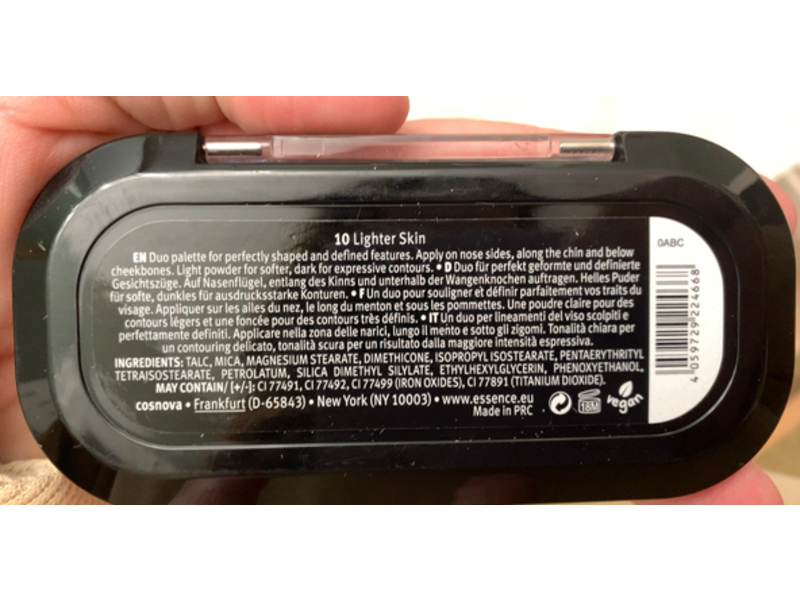 10 Lighter Skin
EN Duo palette for perfectly shaped and defined features. Apply on nose sides, along the chin and below
cheekbones. Light powder for softer, dark for expressive contours. • D Duo für perfekt geformte und definierte
Gesichtszüge. Auf Nasenflügel, entlang des Kinns und unterhalb der Wangenknochen auftragen. Helles Puder
für softe, dunkles für ausdrucksstarke Konturen. • F Un duo pour souligner et définir parfaitement vos traits du
visage. Appliquer sur les ailes du nez, le long du menton et sous les pommettes. Une poudre claire pour des
contours légers et une foncée pour des contours très définis. • IT Un duo per lineamenti del viso scolpiti e
perfettamente definiti. Applicare nella zona delle narici, lungo il mento e sotto gli zigomi. Tonalità chiara per
un contouring delicato, tonalità scura per un risultato dalla maggiore intensità espressiva.
INGREDIENTS: TALC, MICA, MAGNESIUM STEARATE, DIMETHICONE, ISOPROPYL ISOSTEARATE, PENTAERYTHRITYL
TETRAISOSTEARATE, PETROLATUM, SILICA DIMETHYL SILYLATE, ETHYLHEXYLGLYCERIN, PHENOXYETHANOL,
MAY CONTAIN/ [+/-]: CI 77491, CI 77492, CI 77499 (IRON OXIDES), CI 77891 (TITANIUM DIOXIDE).
cosnova • Frankfurt (D-65843) • New York (NY 10003) • www.essence.eu
Made in PRC
18M
vegan
0ABC
4 059729 224668